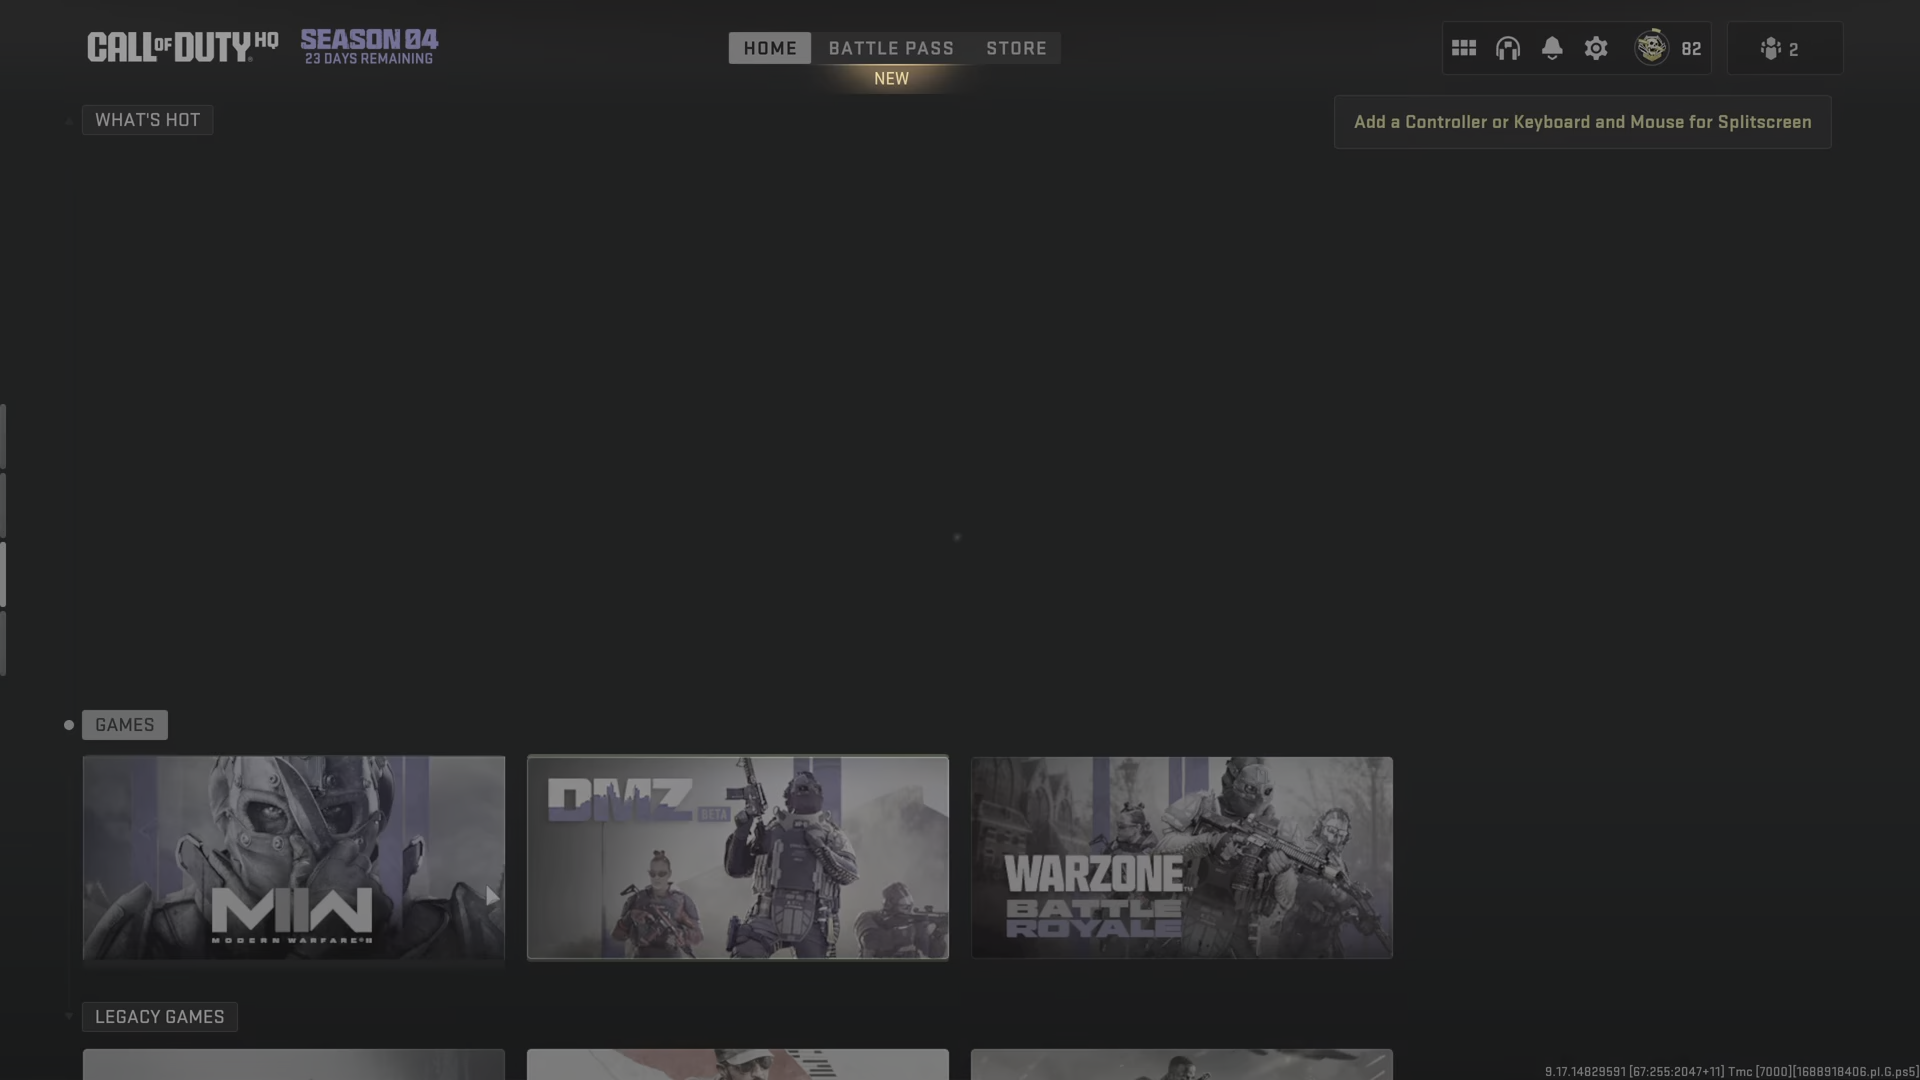 CALL OF DUTY HQ
SEASON 04
23 DAYS REMAINING
HOME
BATTLE PASS
STORE
NEW
82
2
WHAT'S HOT
Add a Controller or Keyboard and Mouse for Splitscreen
GAMES
MWII
MODERN WARFARE® II
DMZ BETA
WARZONE™
BATTLE
ROYALE
LEGACY GAMES
9.17.14829591 [67:255:2047+11] Tmc [7000][1688918406.pl.G.ps5]